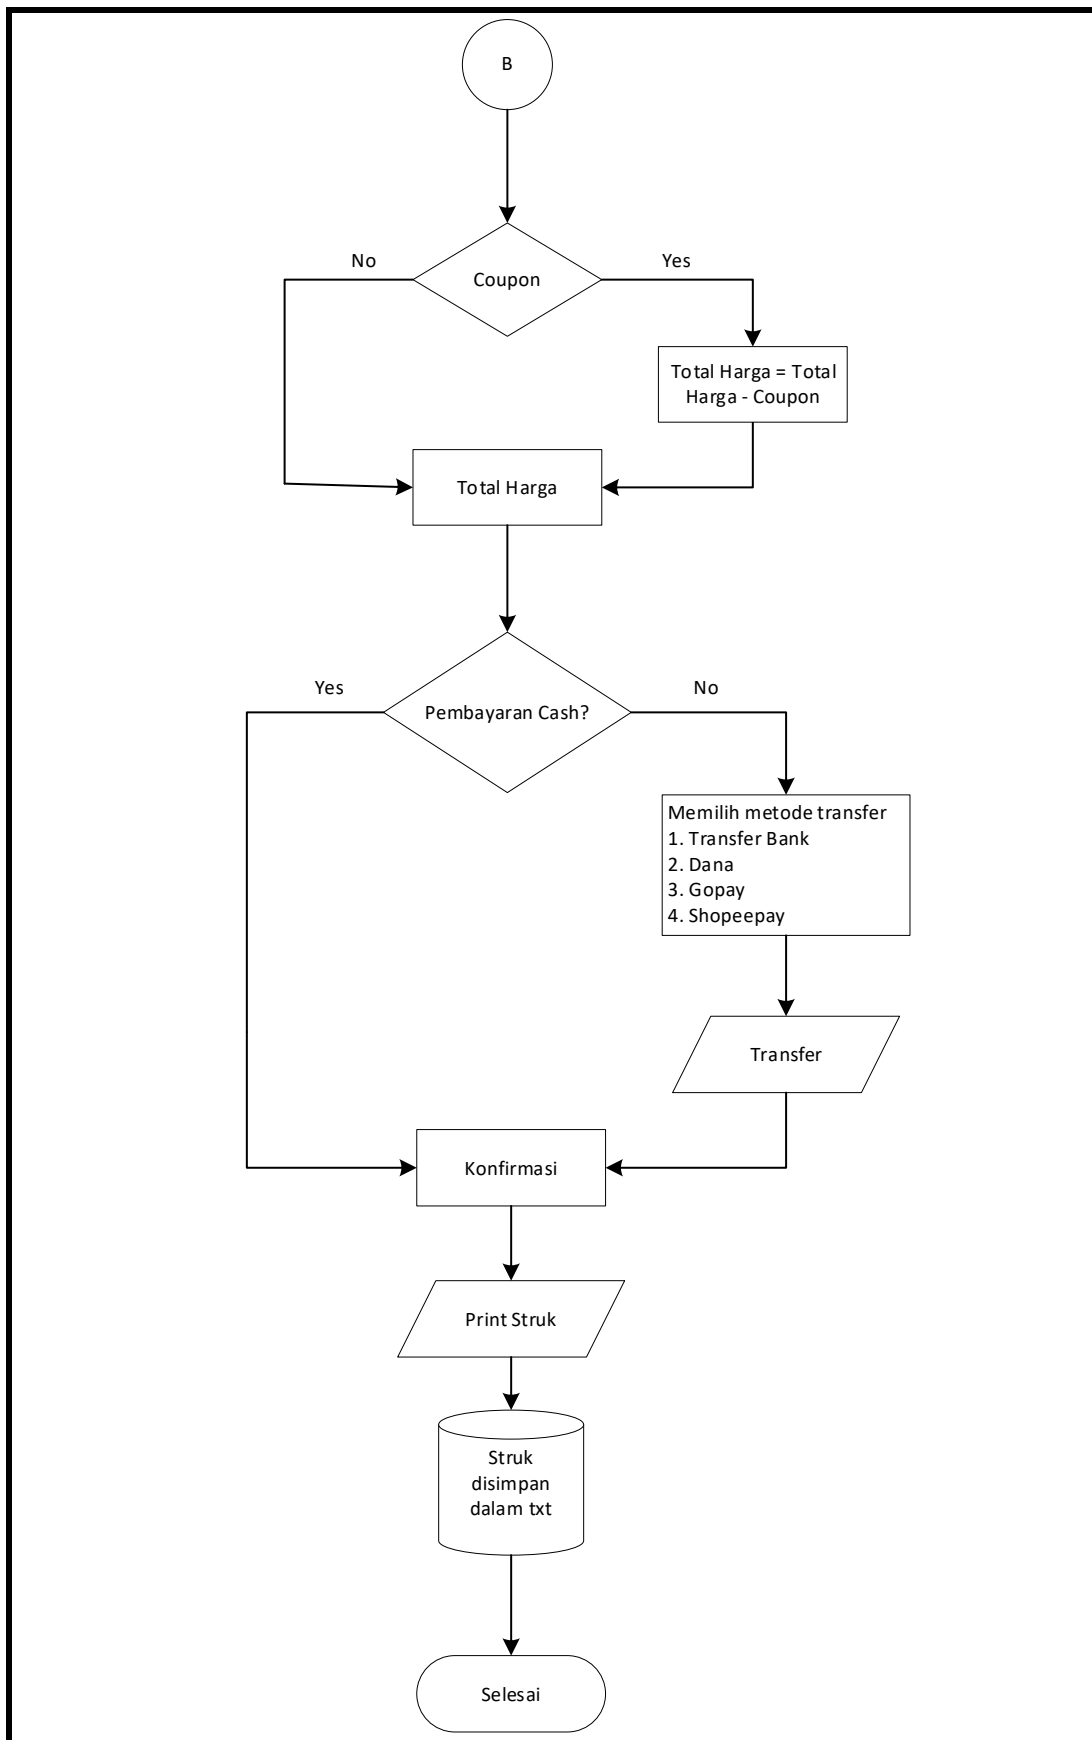 B
No
Yes
Coupon
Total Harga = Total
Harga - Coupon
Total Harga
Yes
No
Pembayaran Cash?
Memilih metode transfer
1. Transfer Bank
2. Dana
3. Gopay
4. Shopeepay
Transfer
Konfirmasi
Print Struk
Struk
disimpan
dalam txt
Selesai